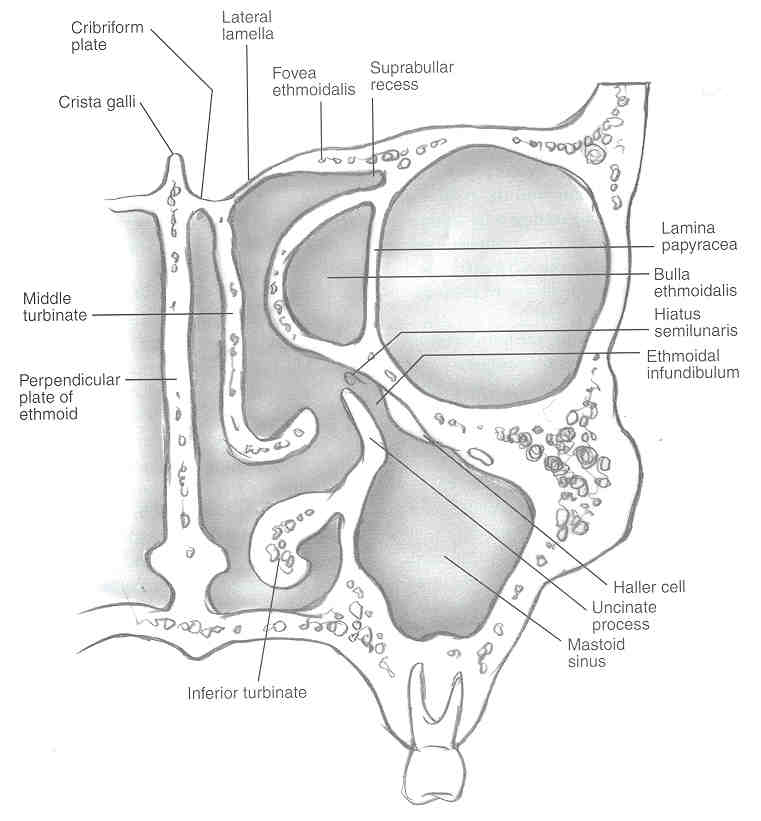 Cribriform
plate
Lateral
lamella
Fovea
ethmoidalis
Suprabullar
recess
Crista galli
Lamina
papyracea
Bulla
ethmoidalis
Hiatus
semilunaris
Ethmoidal
infundibulum
Middle
turbinate
Perpendicular
plate of
ethmoid
Haller cell
Uncinate
process
Mastoid
sinus
Inferior turbinate